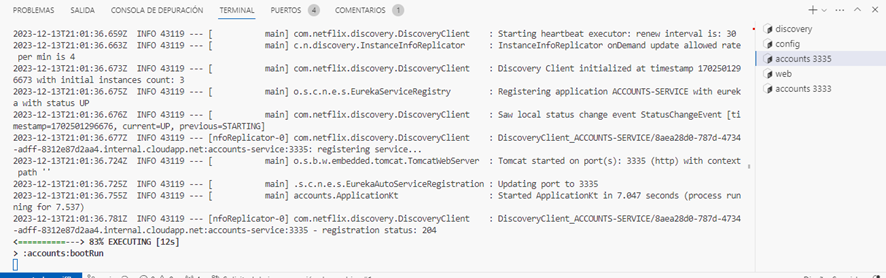 PROBLEMAS SALIDA CONSOLA DE DEPURACIÓN TERMINAL PUERTOS 4 COMENTARIOS 1
2023-12-13T21:01:36.659Z INFO 43119 --- [ main] com.netflix.discovery.DiscoveryClient : Starting heartbeat executor: renew interval is: 30
2023-12-13T21:01:36.663Z INFO 43119 --- [ main] c.n.discovery.InstanceInfoReplicator : InstanceInfoReplicator onDemand update allowed rate
per min is 4
2023-12-13T21:01:36.673Z INFO 43119 --- [ main] com.netflix.discovery.DiscoveryClient : Discovery Client initialized at timestamp 170250129
6673 with initial instances count: 3
2023-12-13T21:01:36.675Z INFO 43119 --- [ main] o.s.c.n.e.s.EurekaServiceRegistry : Registering application ACCOUNTS-SERVICE with eurek
a with status UP
2023-12-13T21:01:36.676Z INFO 43119 --- [ main] com.netflix.discovery.DiscoveryClient : Saw local status change event StatusChangeEvent [ti
mestamp=1702501296676, current=UP, previous=STARTING]
2023-12-13T21:01:36.677Z INFO 43119 --- [nfoReplicator-0] com.netflix.discovery.DiscoveryClient : DiscoveryClient_ACCOUNTS-SERVICE/8aea28d0-787d-4734
-adff-8312e87d2aa4.internal.cloudapp.net:accounts-service:3335: registering service...
2023-12-13T21:01:36.724Z INFO 43119 --- [ main] o.s.b.w.embedded.tomcat.TomcatWebServer : Tomcat started on port(s): 3335 (http) with context
path ''
2023-12-13T21:01:36.725Z INFO 43119 --- [ main] .s.c.n.e.s.EurekaAutoServiceRegistration : Updating port to 3335
2023-12-13T21:01:36.755Z INFO 43119 --- [ main] accounts.ApplicationKt : Started ApplicationKt in 7.047 seconds (process run
ning for 7.537)
2023-12-13T21:01:36.781Z INFO 43119 --- [nfoReplicator-0] com.netflix.discovery.DiscoveryClient : DiscoveryClient_ACCOUNTS-SERVICE/8aea28d0-787d-4734
-adff-8312e87d2aa4.internal.cloudapp.net:accounts-service:3335 - registration status: 204
<==========---> 83% EXECUTING [12s]
> :accounts:bootRun
discovery
config
accounts 3335
web
accounts 3333